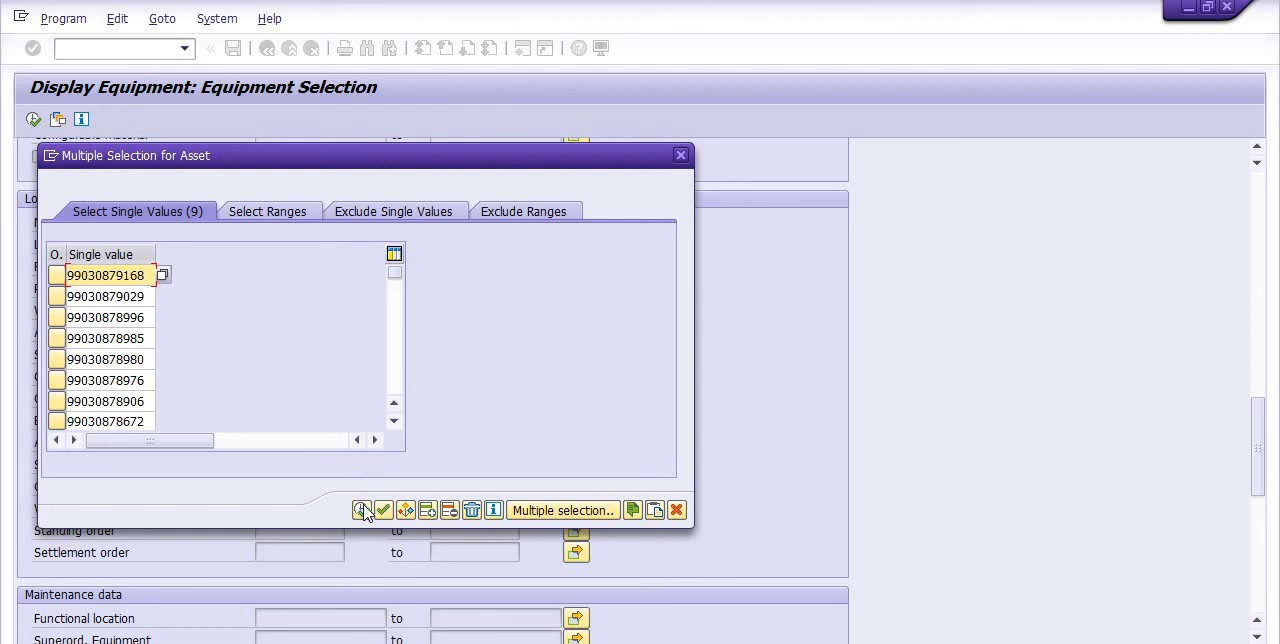 Program Edit Goto System Help
Display Equipment: Equipment Selection
Multiple Selection for Asset
Select Single Values (9) Select Ranges Exclude Single Values Exclude Ranges
O. Single value
99030879168
99030879029
99030878996
99030878985
99030878980
99030878976
99030878906
99030878672
Multiple selection..
Standing order to
Settlement order to
Maintenance data
Functional location to
Superord. Equipment to